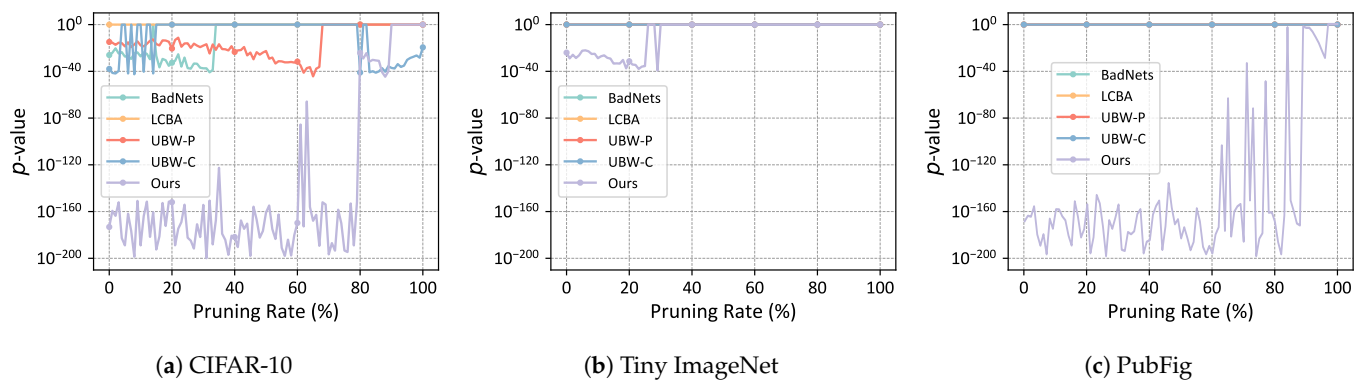 10^0
10^−40
10^−80
10^−120
10^−160
10^−200
p-value
BadNets
LCBA
UBW-P
UBW-C
Ours
0 20 40 60 80 100
Pruning Rate (%)
(a) CIFAR-10
10^0
10^−40
10^−80
10^−120
10^−160
10^−200
p-value
BadNets
LCBA
UBW-P
UBW-C
Ours
0 20 40 60 80 100
Pruning Rate (%)
(b) Tiny ImageNet
10^0
10^−40
10^−80
10^−120
10^−160
10^−200
p-value
BadNets
LCBA
UBW-P
UBW-C
Ours
0 20 40 60 80 100
Pruning Rate (%)
(c) PubFig